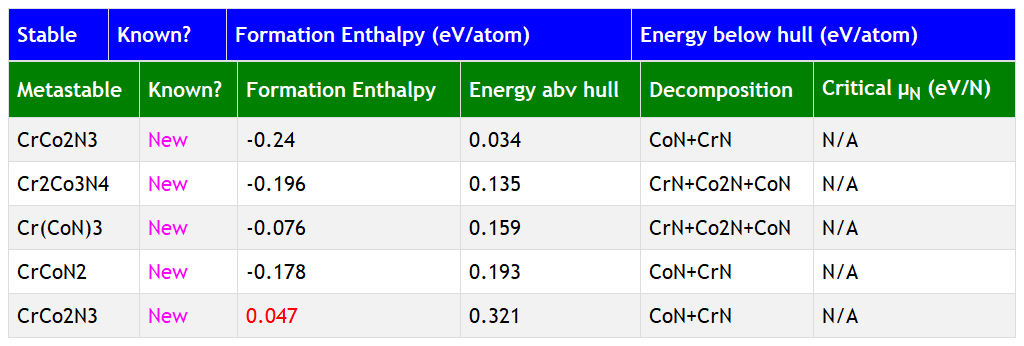 Stable Known? Formation Enthalpy (eV/atom) Energy below hull (eV/atom)
Metastable Known? Formation Enthalpy Energy abv hull Decomposition Critical μN (eV/N)
CrCo2N3 New -0.24 0.034 CoN+CrN N/A
Cr2Co3N4 New -0.196 0.135 CrN+Co2N+CoN N/A
Cr(CoN)3 New -0.076 0.159 CrN+Co2N+CoN N/A
CrCoN2 New -0.178 0.193 CoN+CrN N/A
CrCo2N3 New 0.047 0.321 CoN+CrN N/A